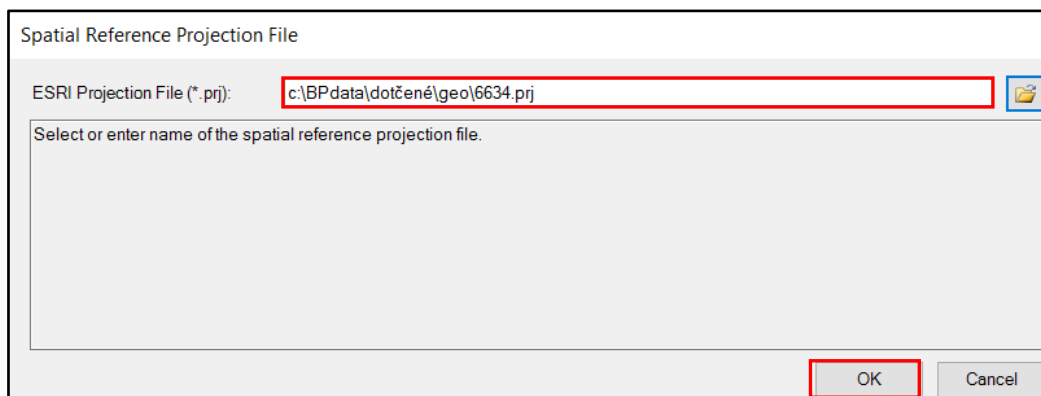 Spatial Reference Projection File
ESRI Projection File (*.prj): c:\BPdata\dotčené\geo\6634.prj
Select or enter name of the spatial reference projection file.
OK Cancel